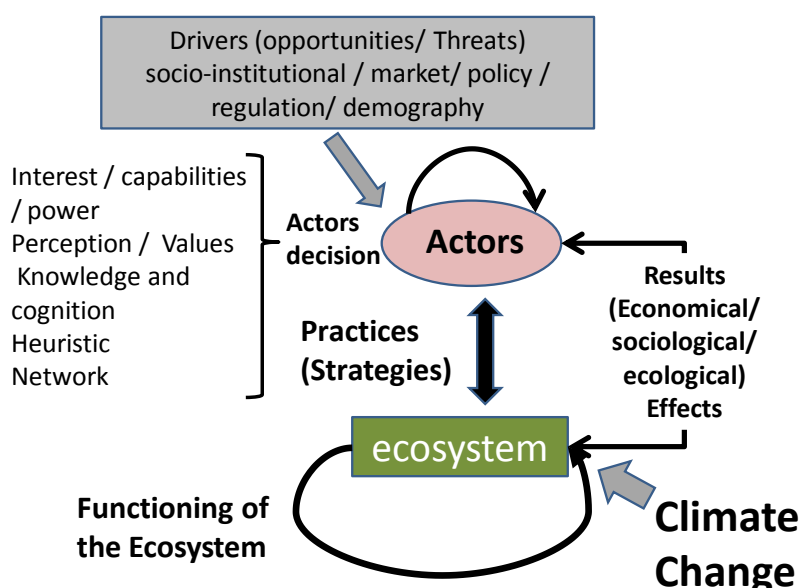 Drivers (opportunities/ Threats)
socio-institutional / market/ policy /
regulation/ demography
Interest / capabilities
/ power
Perception / Values
Knowledge and
cognition
Heuristic
Network
Actors
decision
Actors
Practices
(Strategies)
Results
(Economical/
sociological/
ecological)
Effects
ecosystem
Functioning of
the Ecosystem
Climate
Change